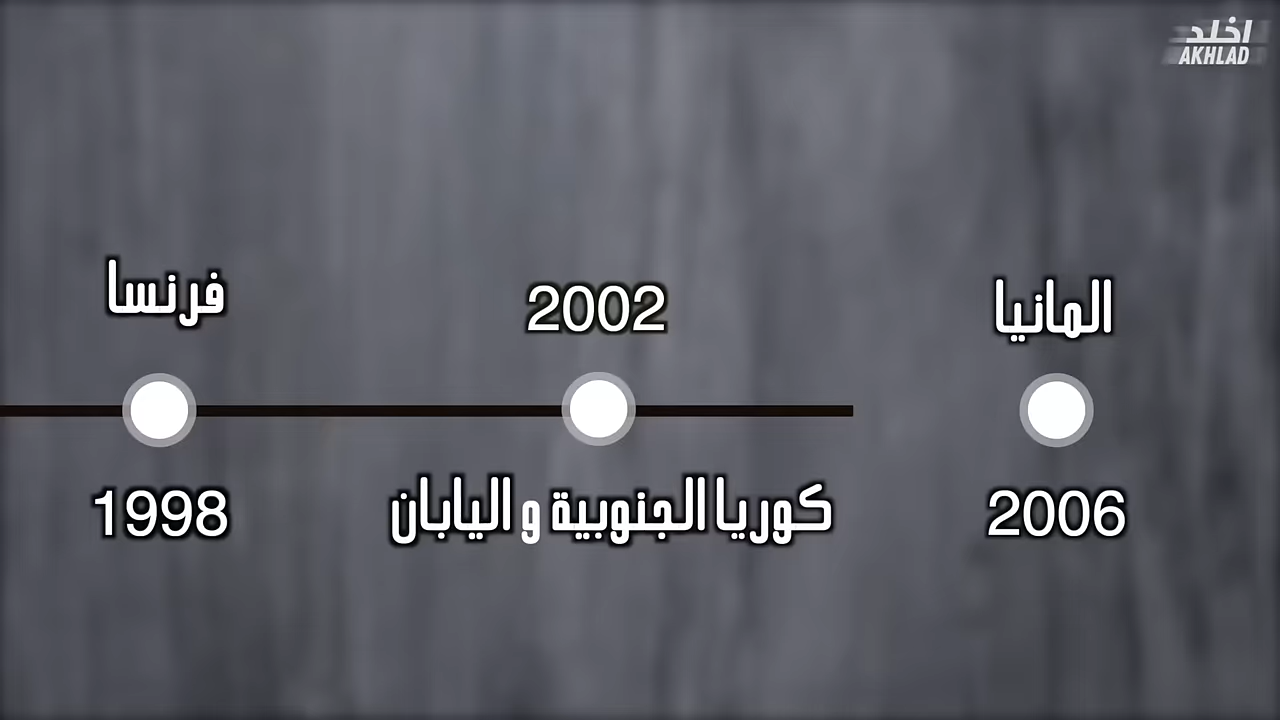 اخلد
AKHLAD
فرنسا
1998
2002
كوريا الجنوبية و اليابان
المانيا
2006